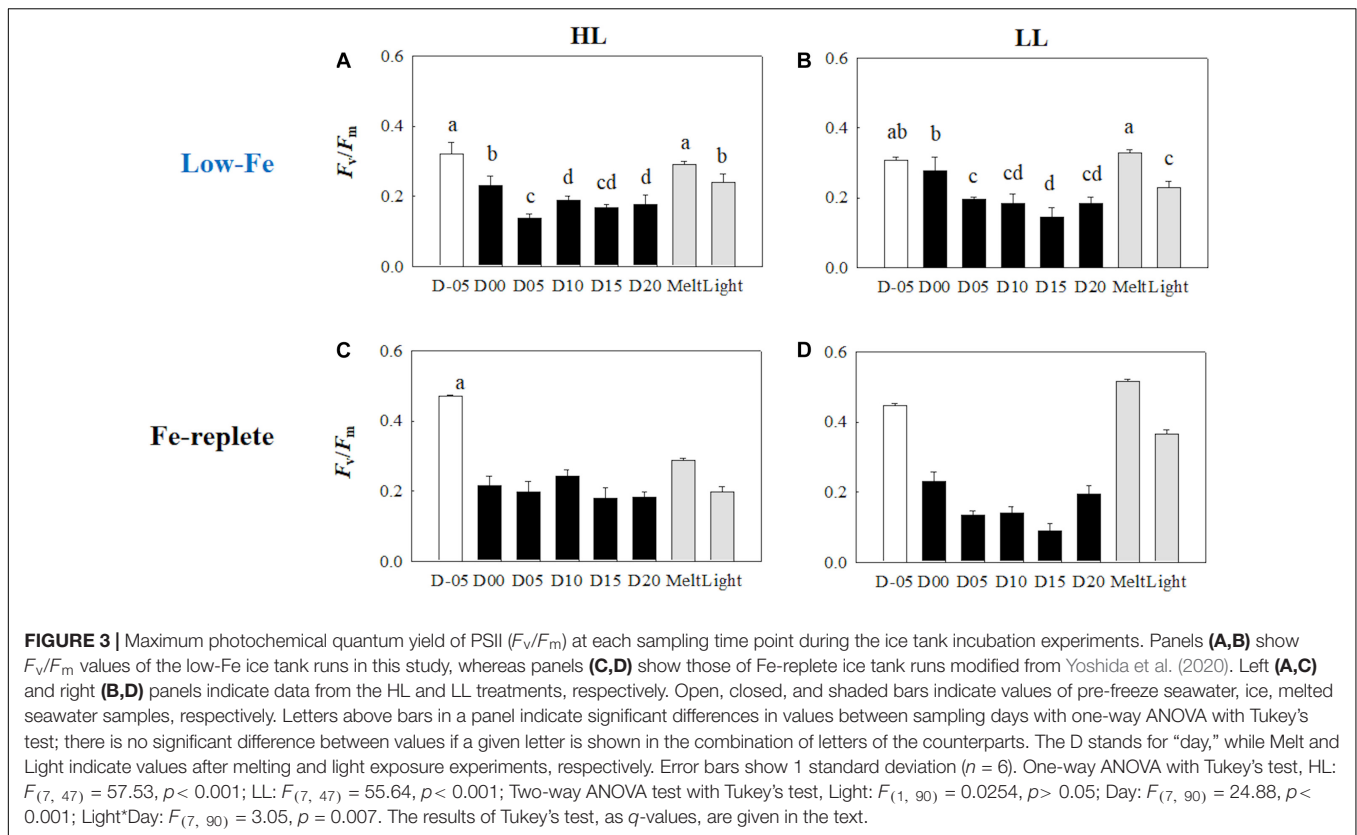 HL
LL
Low-Fe
Fe-replete
A
Fv/Fm
0.6
0.4
0.2
0.0
a
b
c
d
cd
d
a
b
D-05 D00 D05 D10 D15 D20 Melt Light
B
0.6
0.4
0.2
0.0
ab
b
c
cd
d
cd
a
c
D-05 D00 D05 D10 D15 D20 Melt Light
C
Fv/Fm
0.6
0.4
0.2
0.0
a
D-05 D00 D05 D10 D15 D20 Melt Light
D
0.6
0.4
0.2
0.0
D-05 D00 D05 D10 D15 D20 Melt Light
FIGURE 3 | Maximum photochemical quantum yield of PSII (Fv/Fm) at each sampling time point during the ice tank incubation experiments. Panels (A,B) show
Fv/Fm values of the low-Fe ice tank runs in this study, whereas panels (C,D) show those of Fe-replete ice tank runs modified from Yoshida et al. (2020). Left (A,C)
and right (B,D) panels indicate data from the HL and LL treatments, respectively. Open, closed, and shaded bars indicate values of pre-freeze seawater, ice, melted
seawater samples, respectively. Letters above bars in a panel indicate significant differences in values between sampling days with one-way ANOVA with Tukey's
test; there is no significant difference between values if a given letter is shown in the combination of letters of the counterparts. The D stands for "day," while Melt and
Light indicate values after melting and light exposure experiments, respectively. Error bars show 1 standard deviation (n = 6). One-way ANOVA with Tukey's test, HL:
F(7, 47) = 57.53, p< 0.001; LL: F(7, 47) = 55.64, p< 0.001; Two-way ANOVA test with Tukey's test, Light: F(1, 90) = 0.0254, p> 0.05; Day: F(7, 90) = 24.88, p<
0.001; Light*Day: F(7, 90) = 3.05, p = 0.007. The results of Tukey's test, as q-values, are given in the text.